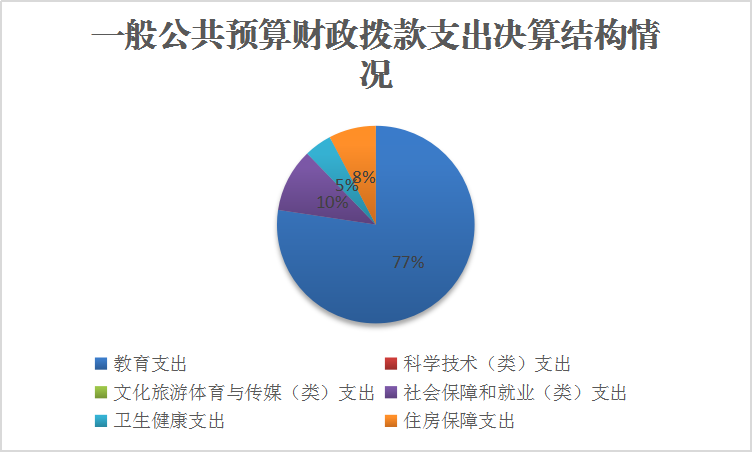 一般公共预算财政拨款支出决算结构情
况
8%
5%
10%
77%
教育支出
科学技术（类）支出
文化旅游体育与传媒（类）支出
社会保障和就业（类）支出
卫生健康支出
住房保障支出